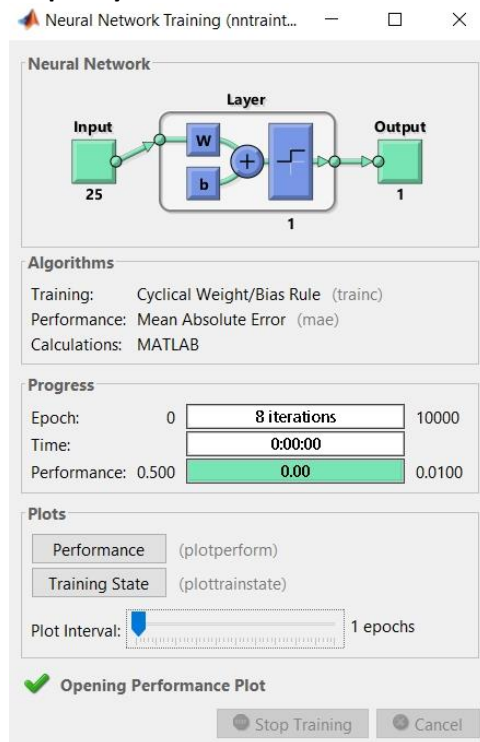 Neural Network Training (nntraint...
Neural Network
Layer
Input
Output
W
b
+
25
1
1
Algorithms
Training: Cyclical Weight/Bias Rule (trainc)
Performance: Mean Absolute Error (mae)
Calculations: MATLAB
Progress
Epoch: 0 8 iterations 10000
Time: 0:00:00
Performance: 0.500 0.00 0.0100
Plots
Performance (plotperform)
Training State (plottrainstate)
Plot Interval: 1 epochs
Opening Performance Plot
Stop Training Cancel